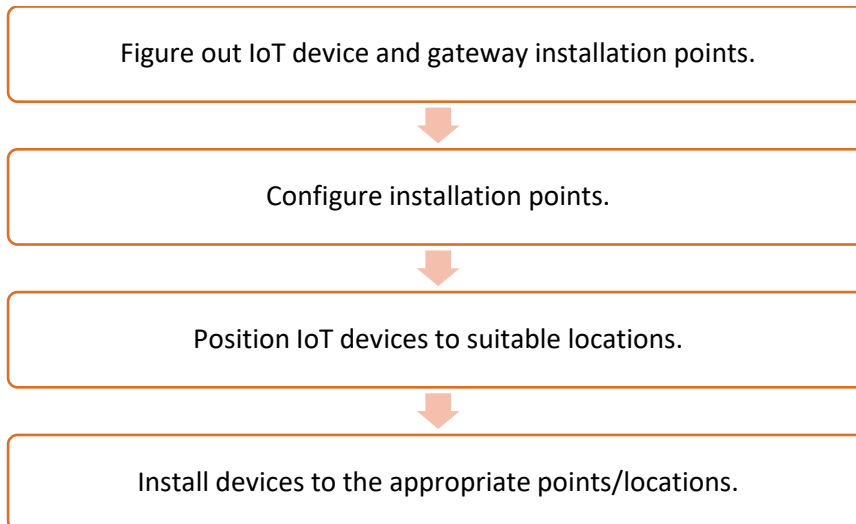 Figure out IoT device and gateway installation points.
Configure installation points.
Position IoT devices to suitable locations.
Install devices to the appropriate points/locations.